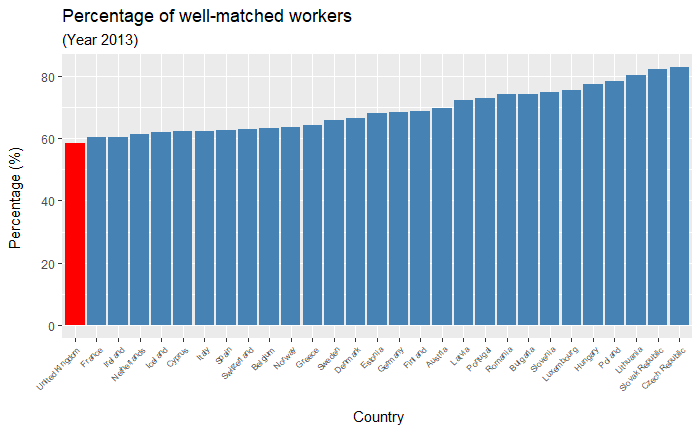 Percentage of well-matched workers
(Year 2013)
Percentage (%)
80
60
40
20
0
United Kingdom
France
Ireland
Netherlands
Iceland
Cyprus
Italy
Spain
Switzerland
Belgium
Norway
Greece
Sweden
Denmark
Estonia
Germany
Finland
Austria
Latvia
Portugal
Romania
Bulgaria
Slovenia
Luxembourg
Hungary
Poland
Lithuania
Slovak Republic
Czech Republic
Country